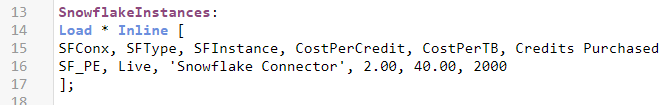 13 SnowflakeInstances:
14 Load * Inline [
15 SFConx, SFType, SFInstance, CostPerCredit, CostPerTB, Credits Purchased
16 SF_PE, Live, 'Snowflake Connector', 2.00, 40.00, 2000
17 ];
18